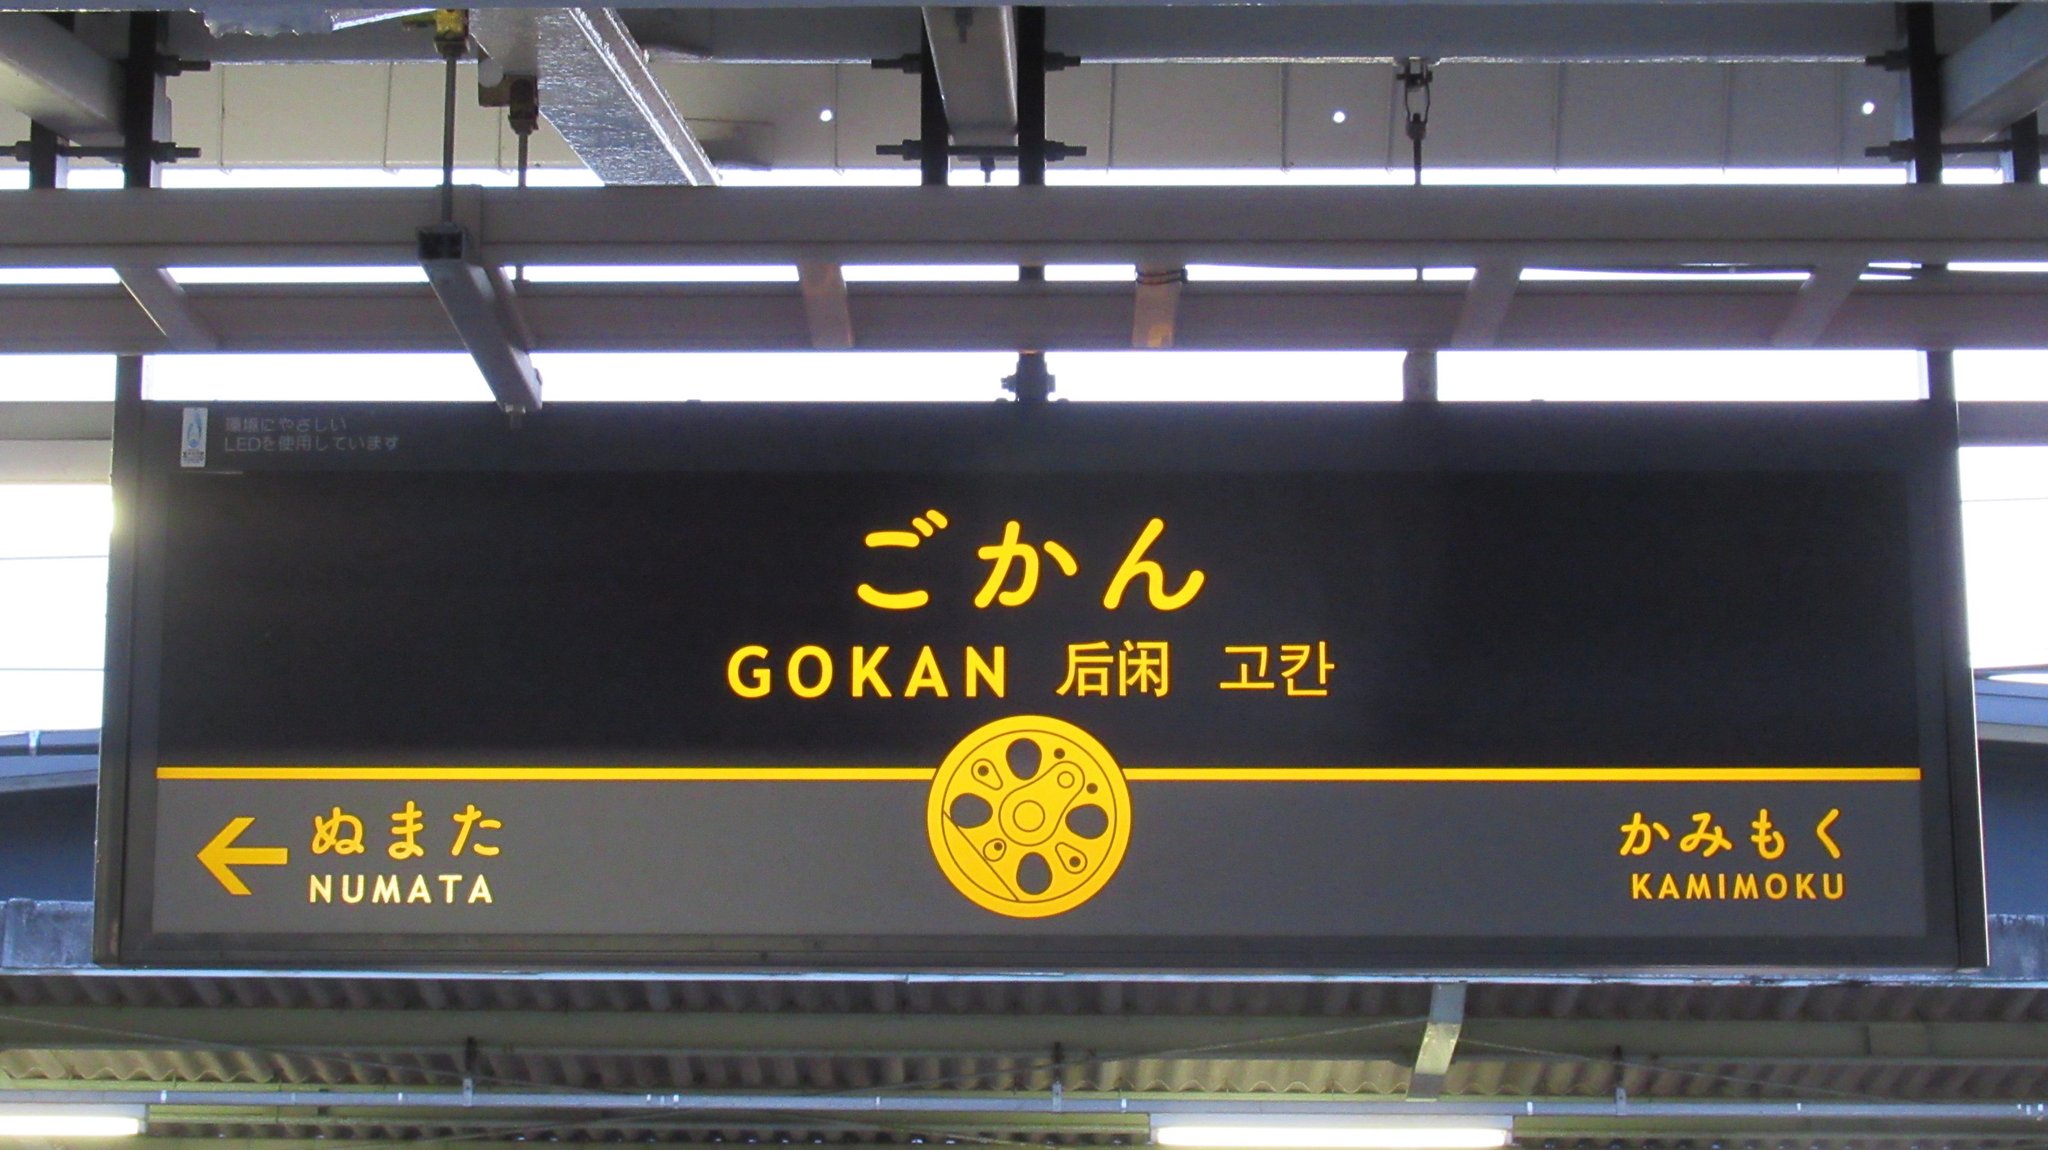 環境にやさしい
LEDを使用しています
ごかん
GOKAN 后闲 고칸
ぬまた
NUMATA
かみもく
KAMIMOKU